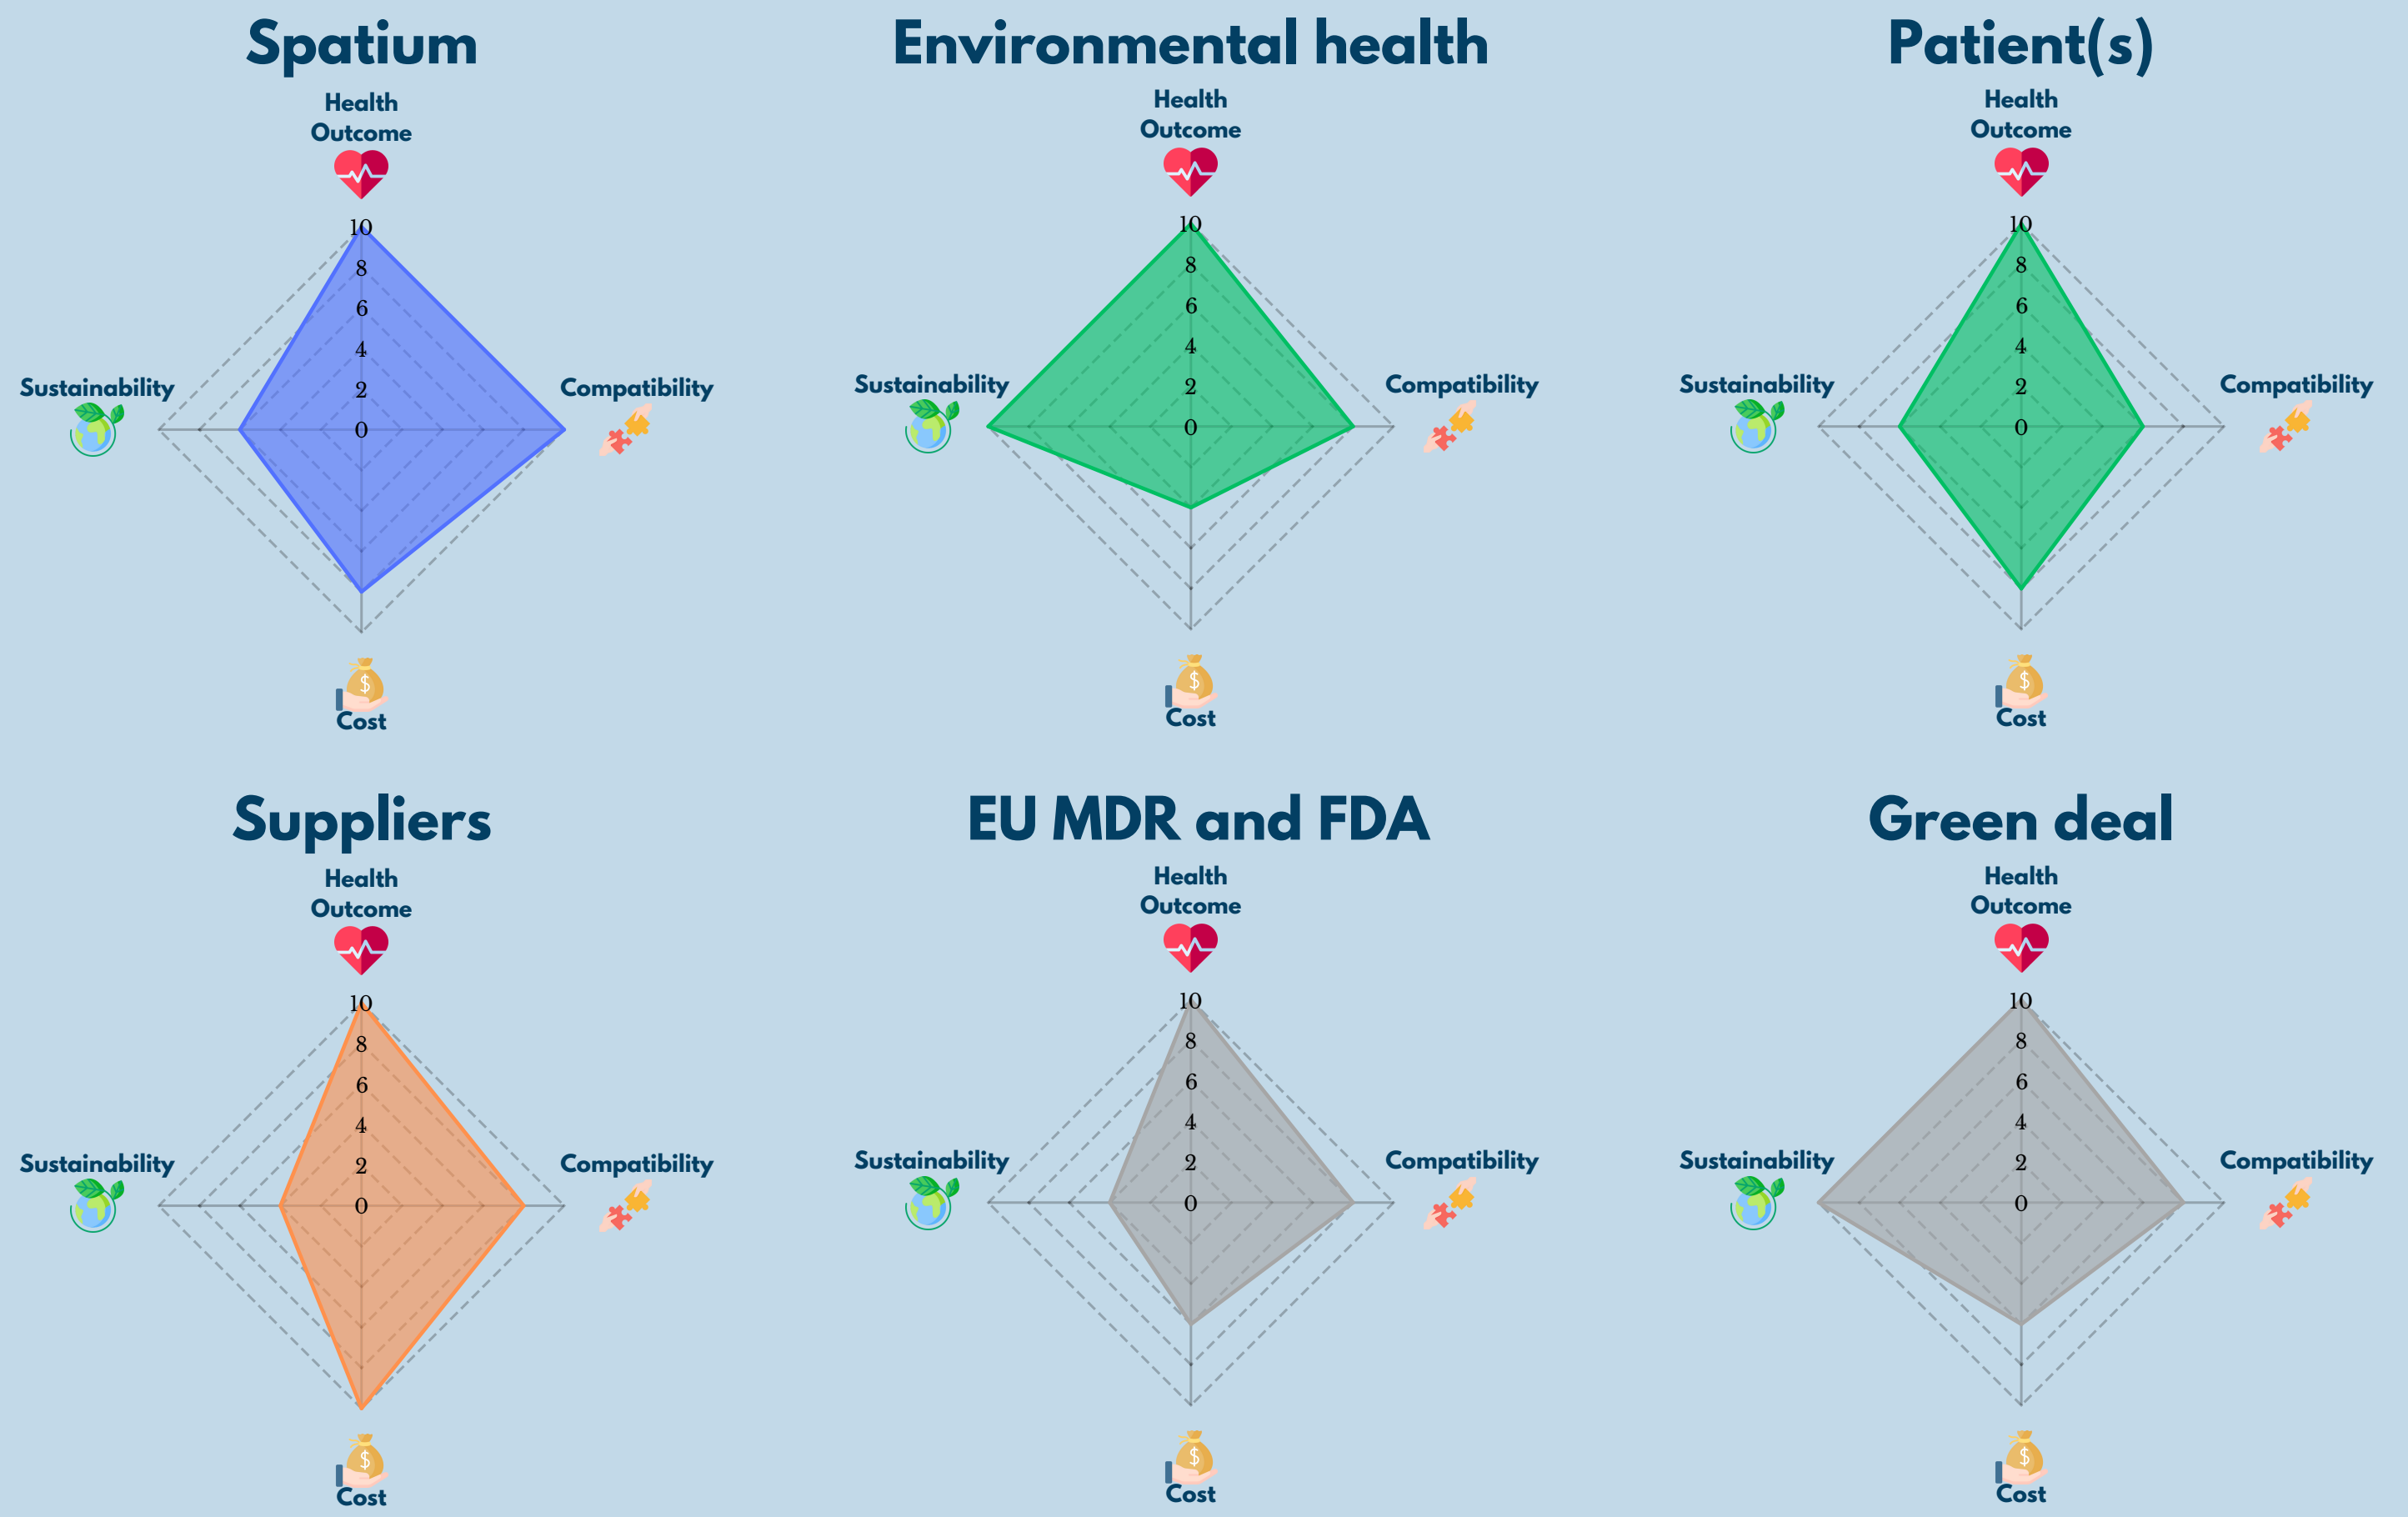 Spatium
Health
Outcome
10
8
6
4
2
0
Sustainability
Compatibility
$
Cost
Environmental health
Health
Outcome
10
8
6
4
2
0
Sustainability
Compatibility
$
Cost
Patient(s)
Health
Outcome
10
8
6
4
2
0
Sustainability
Compatibility
$
Cost
Suppliers
Health
Outcome
10
8
6
4
2
0
Sustainability
Compatibility
$
Cost
EU MDR and FDA
Health
Outcome
10
8
6
4
2
0
Sustainability
Compatibility
$
Cost
Green deal
Health
Outcome
10
8
6
4
2
0
Sustainability
Compatibility
$
Cost